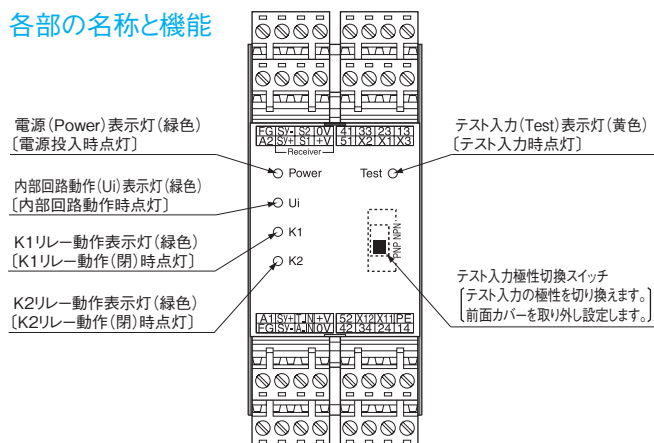 各部の名称と機能
電源(Power)表示灯(緑色)
〔電源投入時点灯〕
内部回路動作(Ui)表示灯(緑色)
〔内部回路動作時点灯〕
K1リレー動作表示灯(緑色)
〔K1リレー動作(閉)時点灯〕
K2リレー動作表示灯(緑色)
〔K2リレー動作(閉)時点灯〕
FG SY- S2 0V 41 33 23 13
A2 SY+ S1 +V 51 X2 X1 X3
Receiver
Power
Test
Ui
K1
K2
PNP NPN
A1 SY+ T.N +V 52 X12 X11 PE
FG SY- A.N 0V 42 34 24 14
テスト入力(Test)表示灯(黄色)
〔テスト入力時点灯〕
テスト入力極性切換スイッチ
〔テスト入力の極性を切り換えます。
前面カバーを取り外し設定します。〕